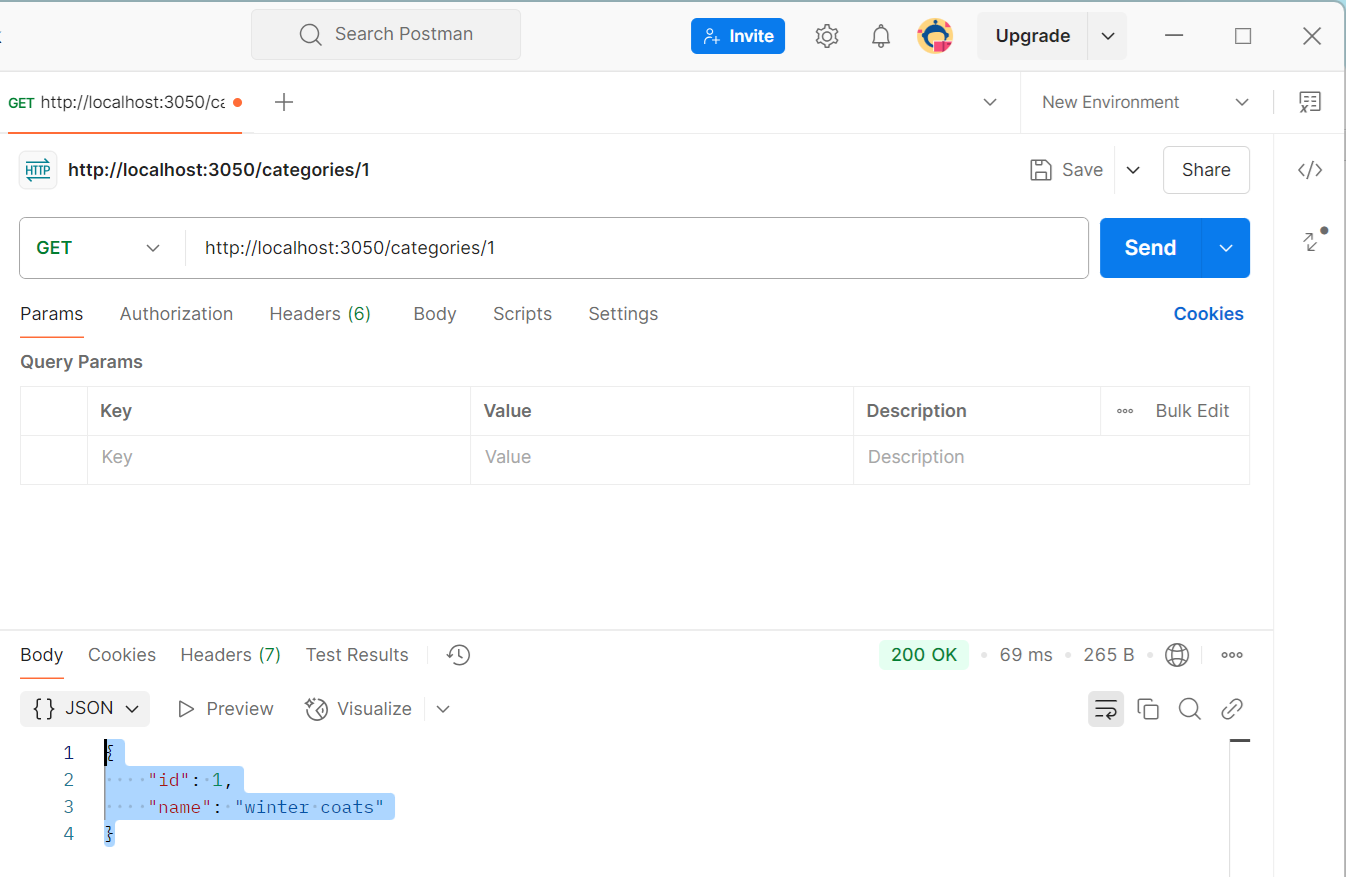 Search Postman
Invite
Upgrade
GET http://localhost:3050/ca
New Environment
HTTP http://localhost:3050/categories/1
Save
Share
GET http://localhost:3050/categories/1
Send
Params Authorization Headers (6) Body Scripts Settings
Cookies
Query Params
Key Value Description Bulk Edit
Key Value Description
Body Cookies Headers (7) Test Results
200 OK • 69 ms • 265 B
{ } JSON Preview Visualize
1 {
2 "id": 1,
3 "name": "winter coats"
4 }